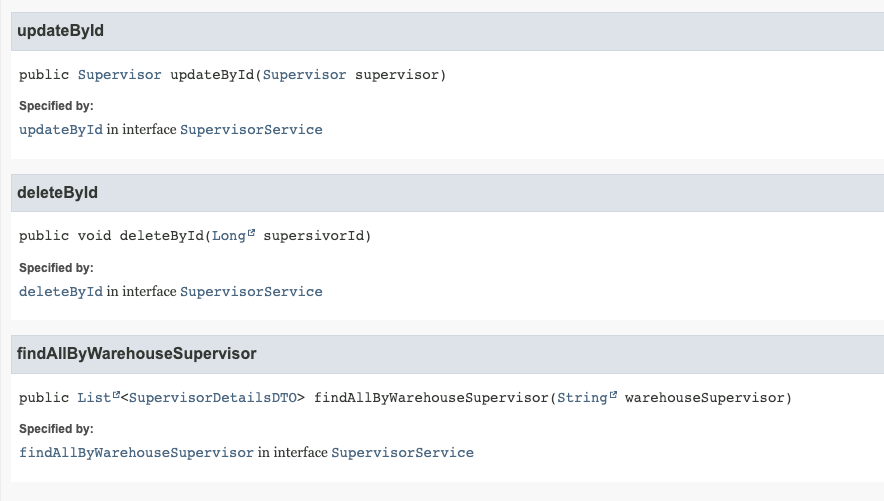 updateById
public Supervisor updateById(Supervisor supervisor)
Specified by:
updateById in interface SupervisorService
deleteById
public void deleteById(Long supersivorId)
Specified by:
deleteById in interface SupervisorService
findAllByWarehouseSupervisor
public List<SupervisorDetailsDTO> findAllByWarehouseSupervisor(String warehouseSupervisor)
Specified by:
findAllByWarehouseSupervisor in interface SupervisorService